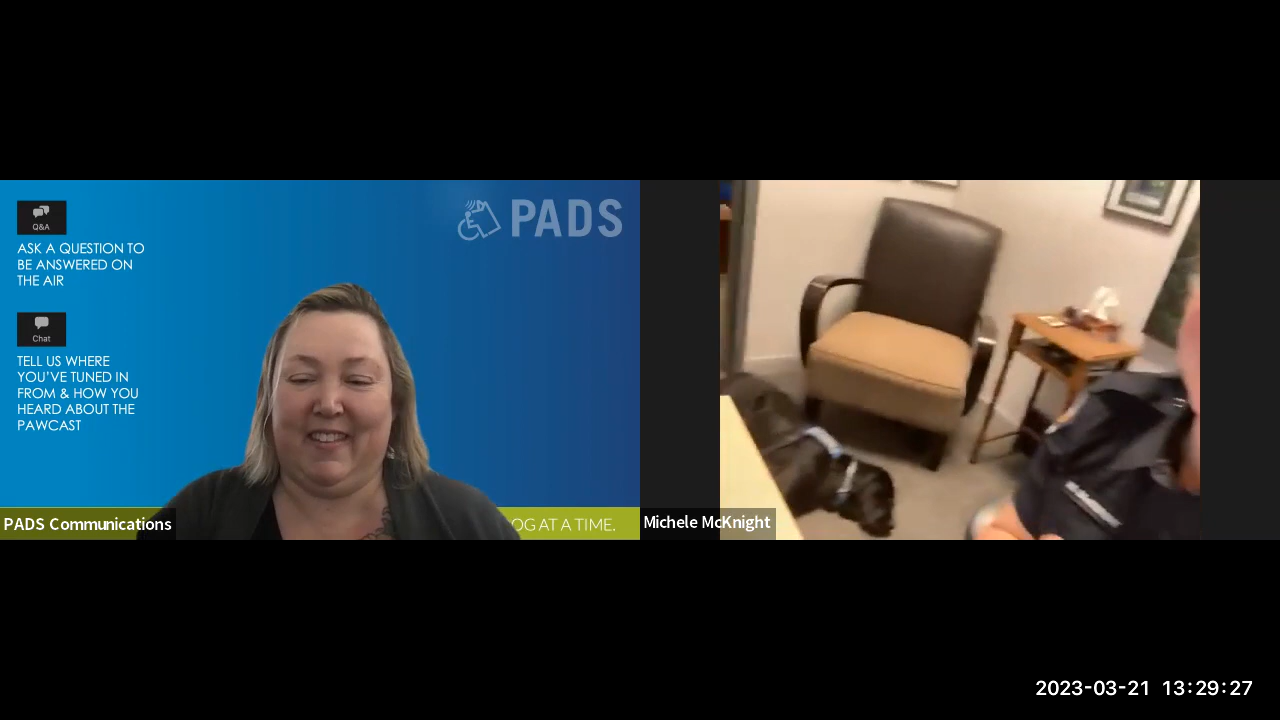 Q&A
ASK A QUESTION TO
BE ANSWERED ON
THE AIR
Chat
TELL US WHERE
YOU'VE TUNED IN
FROM & HOW YOU
HEARD ABOUT THE
PAWCAST
PADS
OG AT A TIME.
PADS Communications
Michele McKnight
2023-03-21 13:29:27